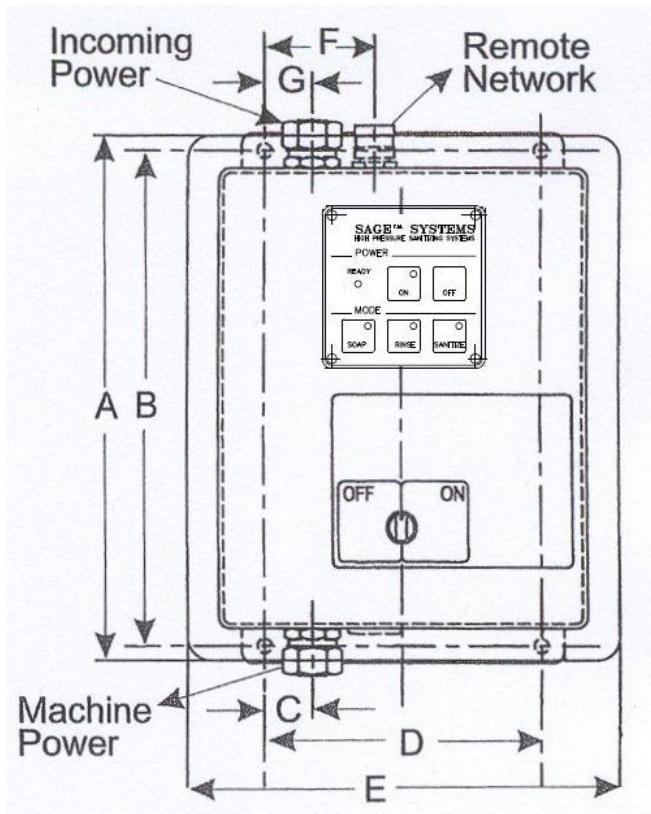 Incoming
Power
F
G
Remote
Network
SAGE™ SYSTEMS
HIGH PRESSURE SANITIZING SYSTEMS
POWER
READY
ON
OFF
MODE
SOAP
RINSE
SANITIZE
A
B
OFF
ON
Machine
Power
C
D
E